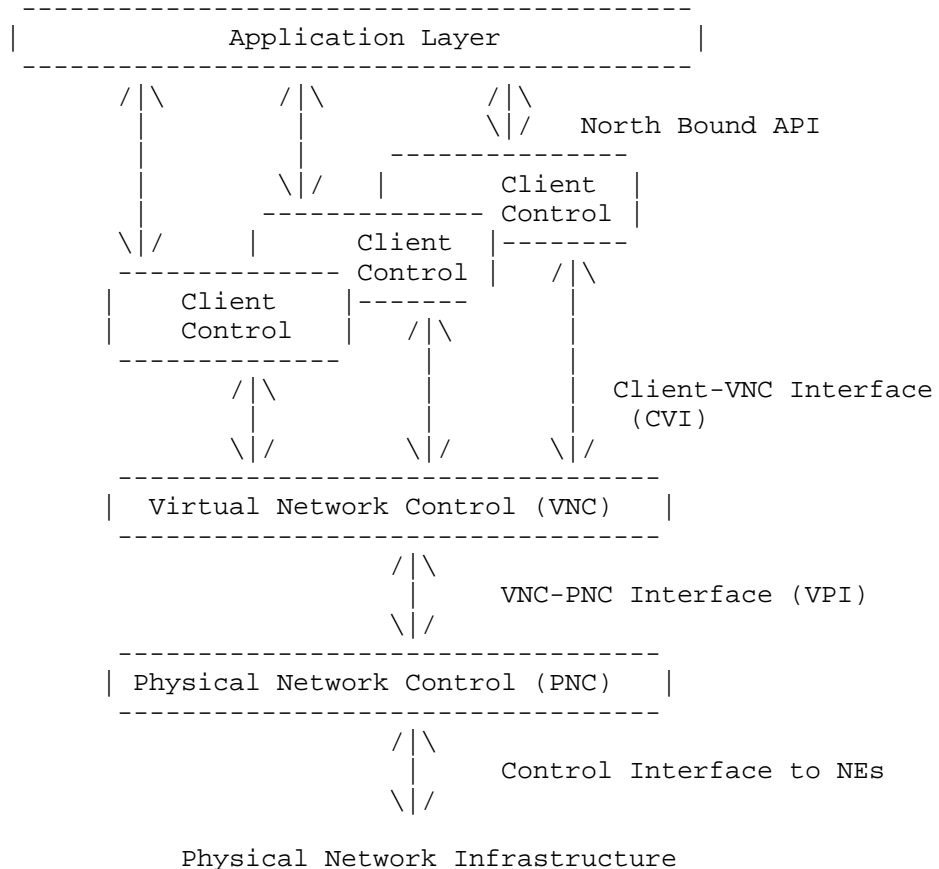 Application Layer
North Bound API
Client
Control
Client
Control
Client
Control
Client-VNC Interface
(CVI)
Virtual Network Control (VNC)
VNC-PNC Interface (VPI)
Physical Network Control (PNC)
Control Interface to NEs
Physical Network Infrastructure